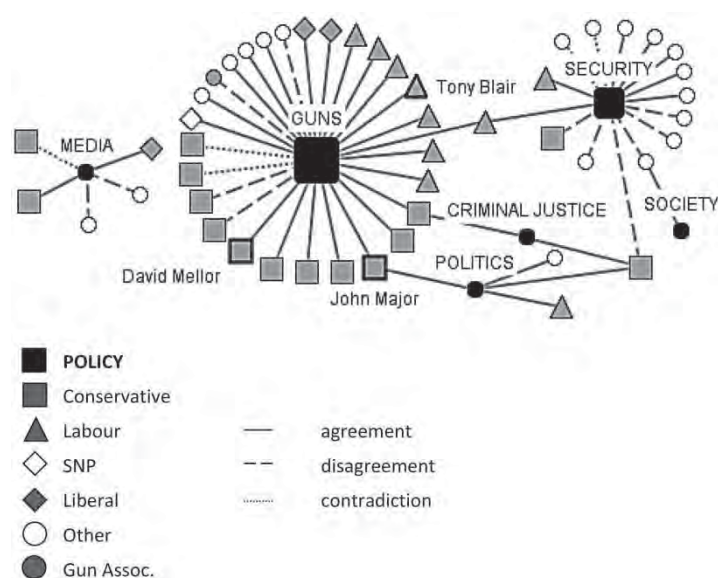 Tony Blair
SECURITY
GUNS
MEDIA
CRIMINAL JUSTICE
SOCIETY
POLITICS
David Mellor
John Major
POLICY
Conservative
Labour
agreement
SNP
disagreement
Liberal
contradiction
Other
Gun Assoc.